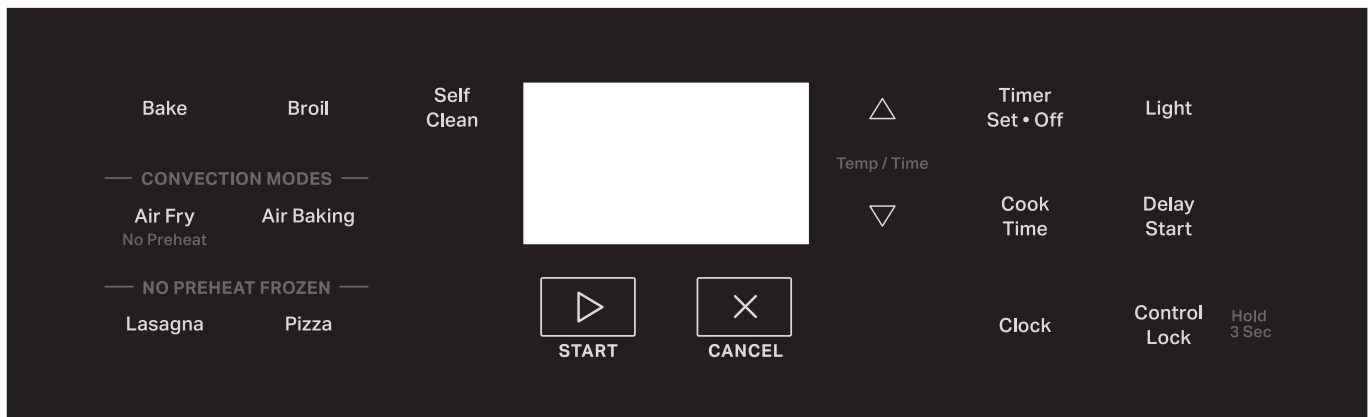 Bake
Broil
Self
Clean
CONVECTION MODES
Air Fry
No Preheat
Air Baking
NO PREHEAT FROZEN
Lasagna
Pizza
START
CANCEL
Temp / Time
Timer
Set • Off
Light
Cook
Time
Delay
Start
Clock
Control
Lock
Hold
3 Sec